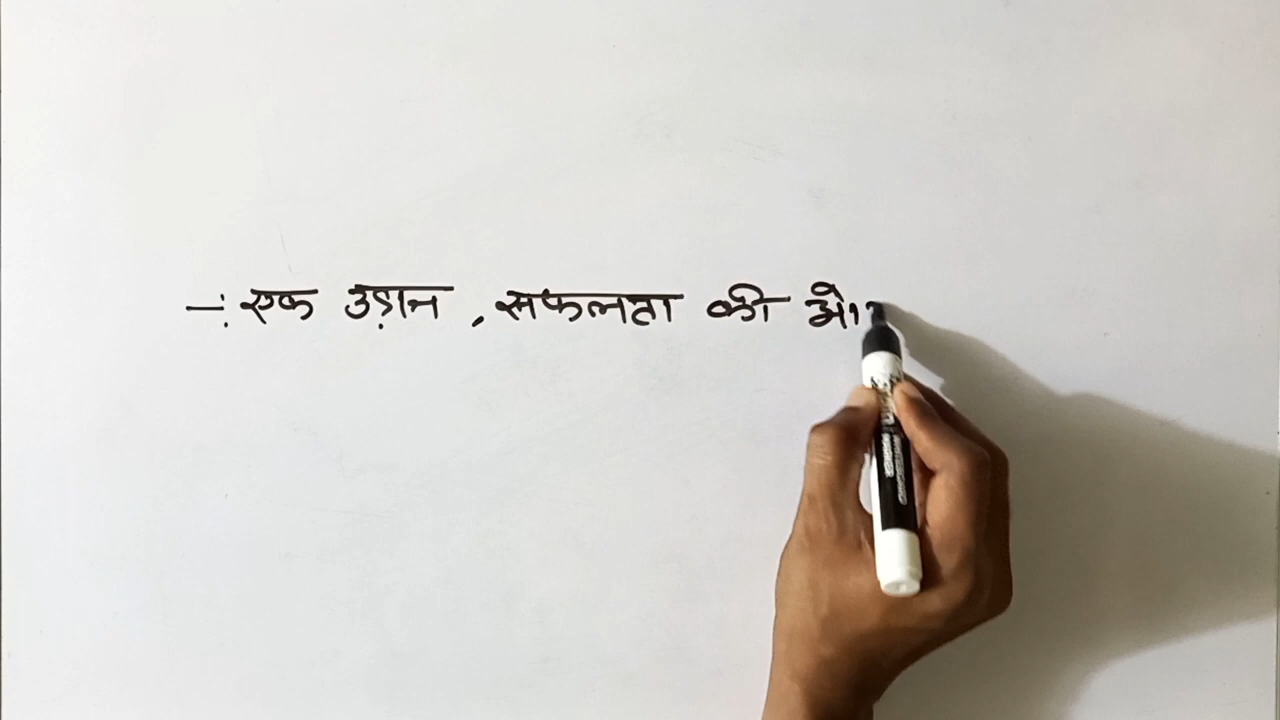 —: एक उड़ान , सफलता की ओ